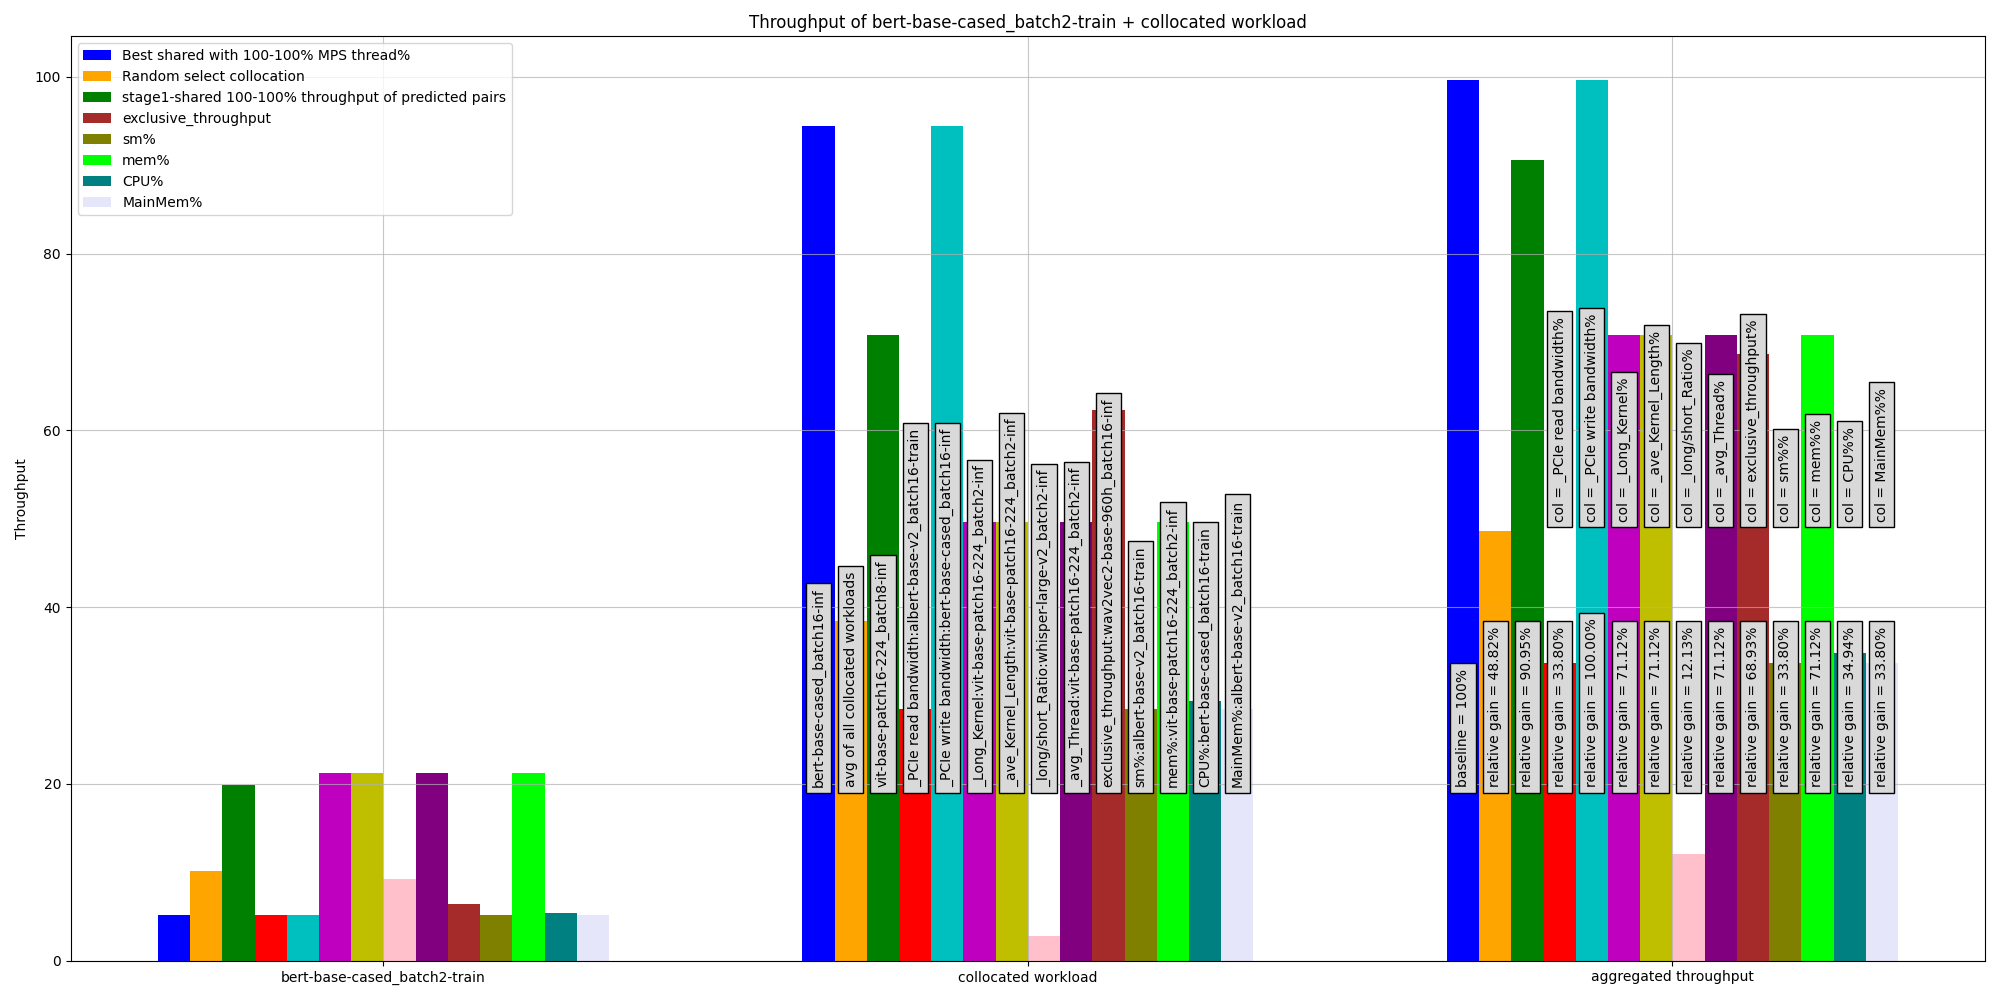 Throughput of bert-base-cased_batch2-train + collocated workload
Best shared with 100-100% MPS thread%
Random select collocation
stage1-shared 100-100% throughput of predicted pairs
exclusive_throughput
sm%
mem%
CPU%
MainMem%
Throughput
100
80
60
40
20
0
bert-base-cased_batch16-inf
avg of all collocated workloads
vit-base-patch16-224_batch8-inf
_PCIe read bandwidth:albert-base-v2_batch16-train
_PCIe write bandwidth:bert-base-cased_batch16-inf
_Long_Kernel:vit-base-patch16-224_batch2-inf
_ave_Kernel_Length:vit-base-patch16-224_batch2-inf
_long/short_Ratio:whisper-large-v2_batch2-inf
_avg_Thread:vit-base-patch16-224_batch2-inf
exclusive_throughput:wav2vec2-base-960h_batch16-inf
sm%:albert-base-v2_batch16-train
mem%:vit-base-patch16-224_batch2-inf
CPU%:bert-base-cased_batch16-train
MainMem%:albert-base-v2_batch16-train
col = _PCIe read bandwidth%
col = _PCIe write bandwidth%
col = _Long_Kernel%
col = _ave_Kernel_Length%
col = _long/short_Ratio%
col = _avg_Thread%
col = exclusive_throughput%
col = sm%%
col = mem%%
col = CPU%%
col = MainMem%%
baseline = 100%
relative gain = 48.82%
relative gain = 90.95%
relative gain = 33.80%
relative gain = 100.00%
relative gain = 71.12%
relative gain = 71.12%
relative gain = 12.13%
relative gain = 71.12%
relative gain = 68.93%
relative gain = 33.80%
relative gain = 71.12%
relative gain = 34.94%
relative gain = 33.80%
bert-base-cased_batch2-train
collocated workload
aggregated throughput